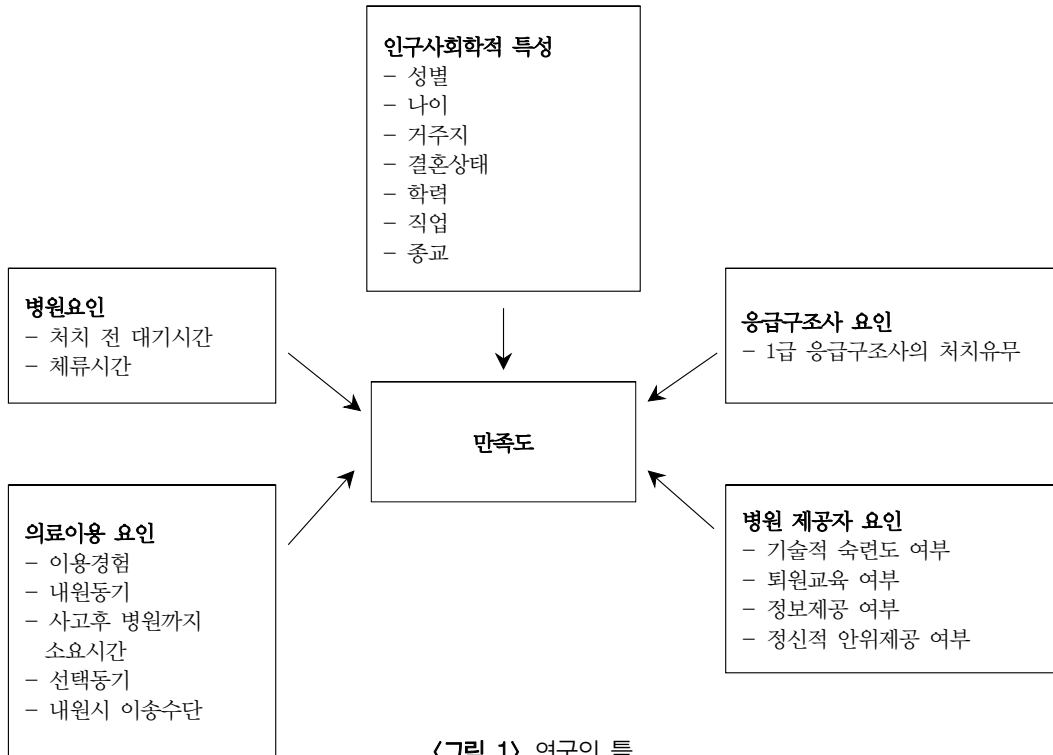 인구사회학적 특성
- 성별
- 나이
- 거주지
- 결혼상태
- 학력
- 직업
- 종교
병원요인
- 처치 전 대기시간
- 체류시간
응급구조사 요인
- 1급 응급구조사의 처치유무
만족도
의료이용 요인
- 이용경험
- 내원동기
- 사고후 병원까지
소요시간
- 선택동기
- 내원시 이송수단
병원 제공자 요인
- 기술적 숙련도 여부
- 퇴원교육 여부
- 정보제공 여부
- 정신적 안위제공 여부
<그림 1> 연구의 틀